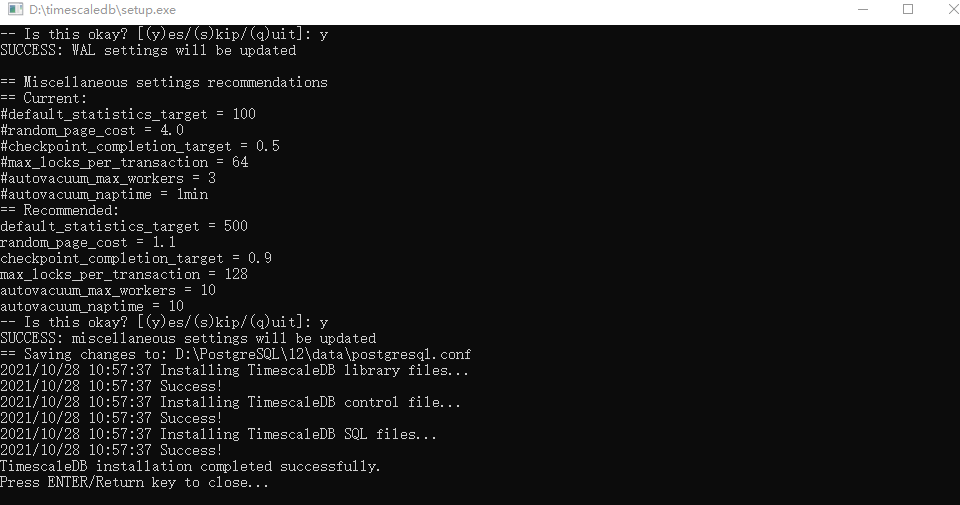 D:\timescaledb\setup.exe
-- Is this okay? [(y)es/(s)kip/(q)uit]: y
SUCCESS: WAL settings will be updated
== Miscellaneous settings recommendations
== Current:
#default_statistics_target = 100
#random_page_cost = 4.0
#checkpoint_completion_target = 0.5
#max_locks_per_transaction = 64
#autovacuum_max_workers = 3
#autovacuum_naptime = 1min
== Recommended:
default_statistics_target = 500
random_page_cost = 1.1
checkpoint_completion_target = 0.9
max_locks_per_transaction = 128
autovacuum_max_workers = 10
autovacuum_naptime = 10
-- Is this okay? [(y)es/(s)kip/(q)uit]: y
SUCCESS: miscellaneous settings will be updated
== Saving changes to: D:\PostgreSQL\12\data\postgresql.conf
2021/10/28 10:57:37 Installing TimescaleDB library files...
2021/10/28 10:57:37 Success!
2021/10/28 10:57:37 Installing TimescaleDB control file...
2021/10/28 10:57:37 Success!
2021/10/28 10:57:37 Installing TimescaleDB SQL files...
2021/10/28 10:57:37 Success!
TimescaleDB installation completed successfully.
Press ENTER/Return key to close...